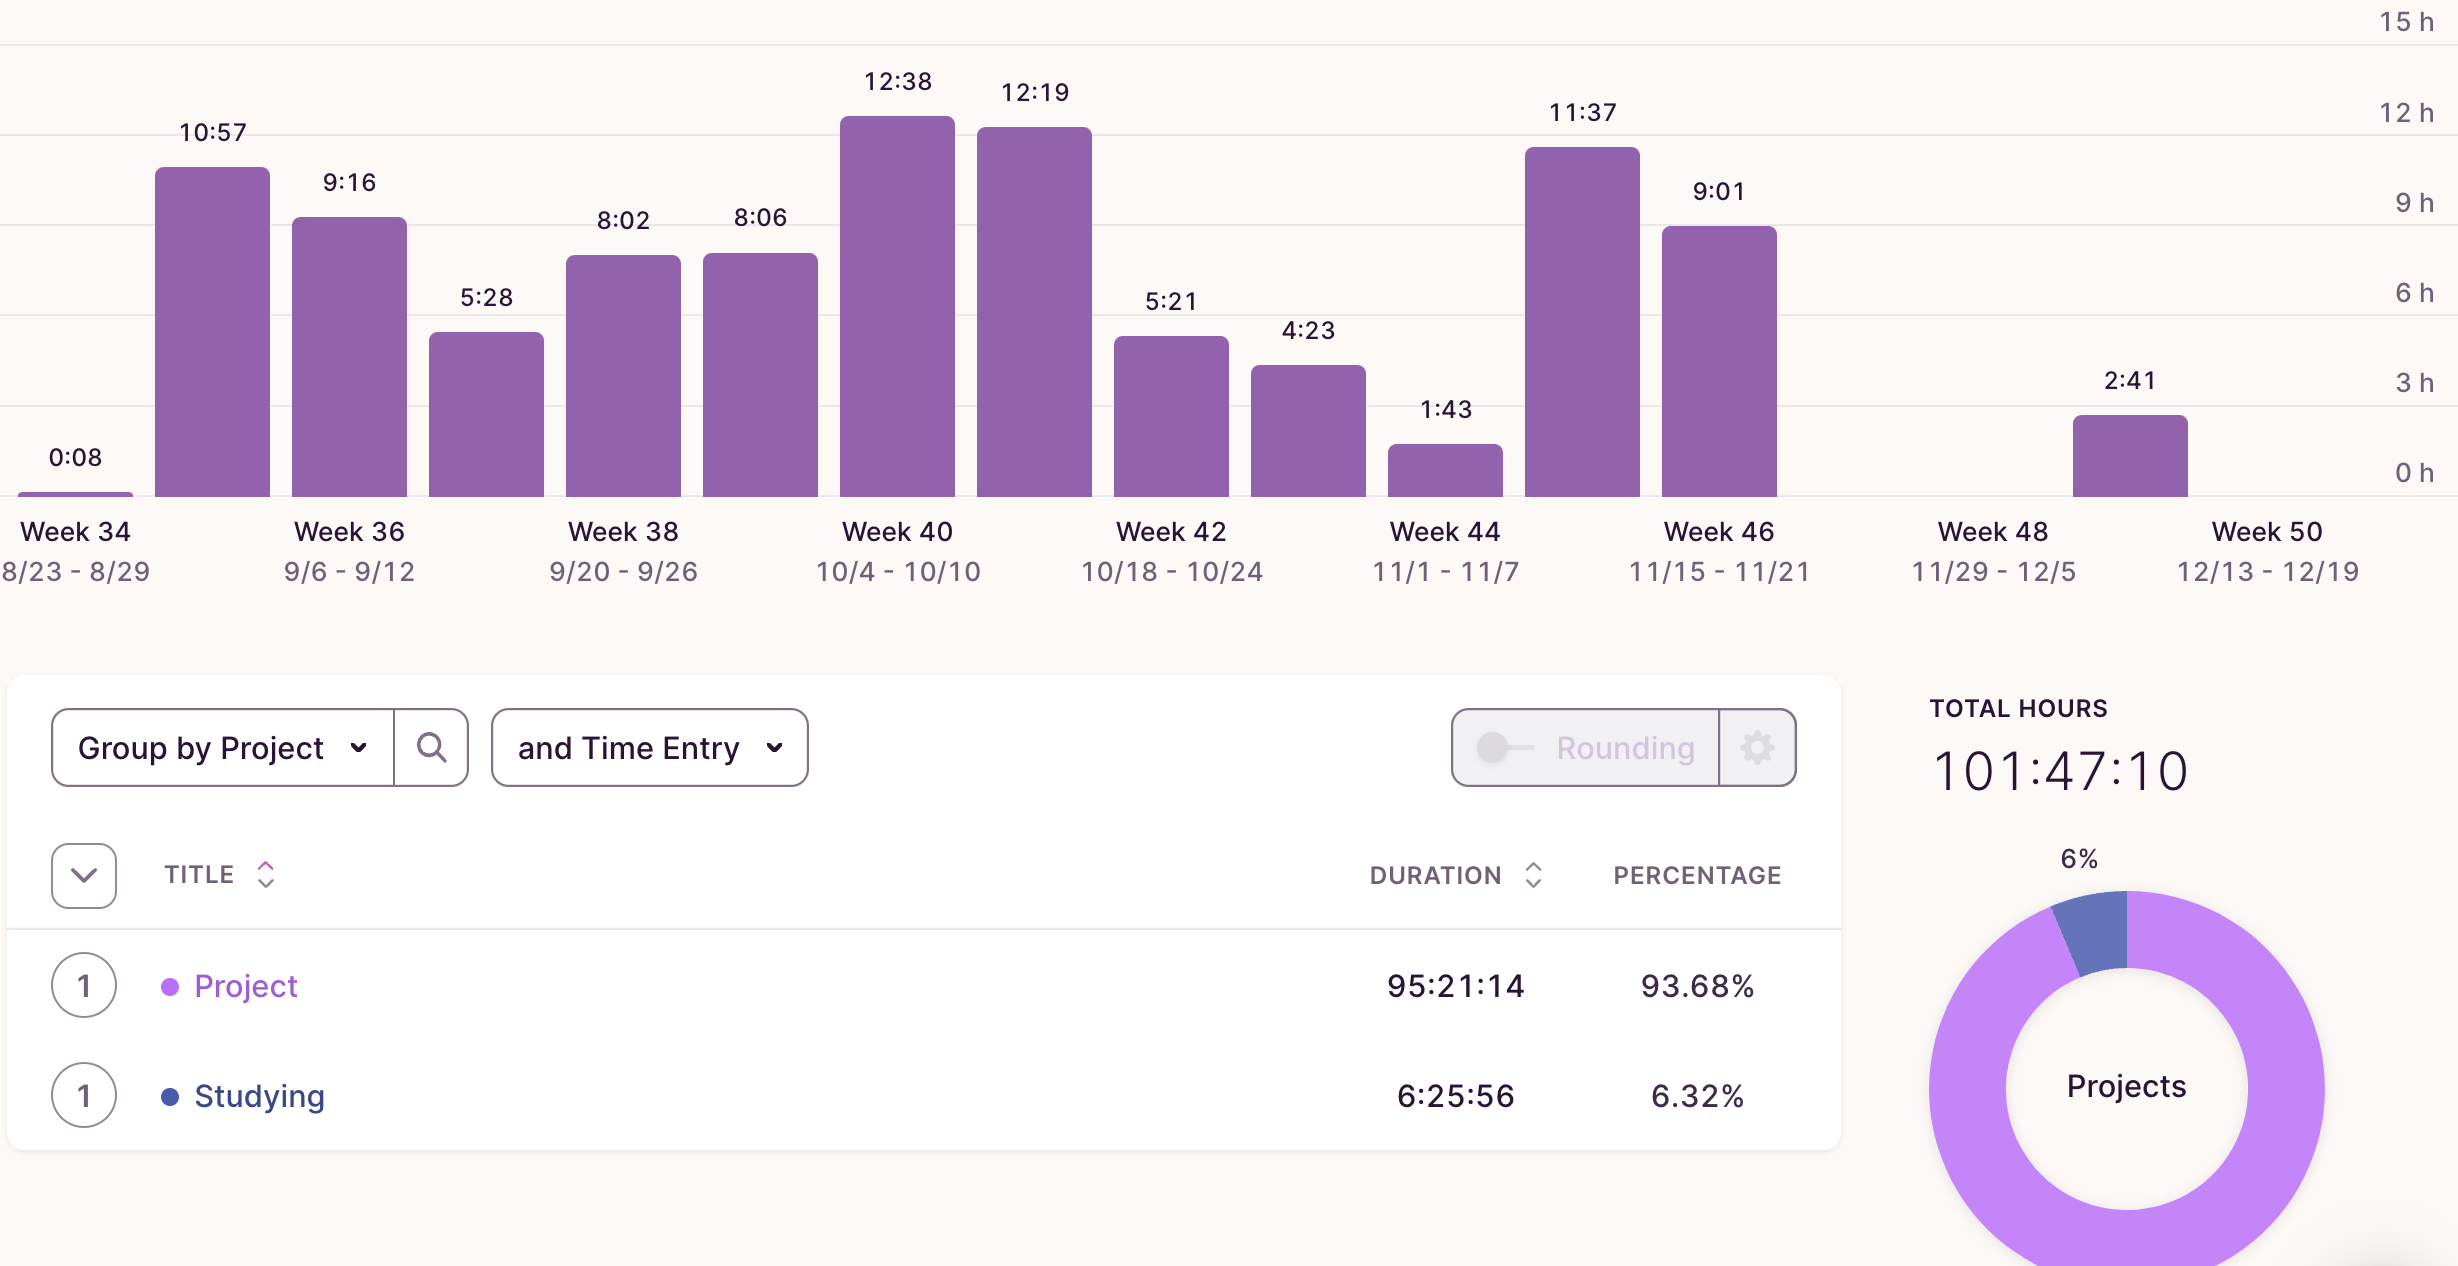 15 h
12:38
12:19
11:37
12 h
10:57
9:16
9:01
9 h
8:02
8:06
5:28
5:21
6 h
4:23
2:41
3 h
1:43
0:08
0 h
Week 34 Week 36 Week 38 Week 40 Week 42 Week 44 Week 46 Week 48 Week 50
8/23 - 8/29 9/6 - 9/12 9/20 - 9/26 10/4 - 10/10 10/18 - 10/24 11/1 - 11/7 11/15 - 11/21 11/29 - 12/5 12/13 - 12/19
Group by Project and Time Entry Rounding
TITLE DURATION PERCENTAGE
1 Project 95:21:14 93.68%
1 Studying 6:25:56 6.32%
TOTAL HOURS
101:47:10
6%
Projects